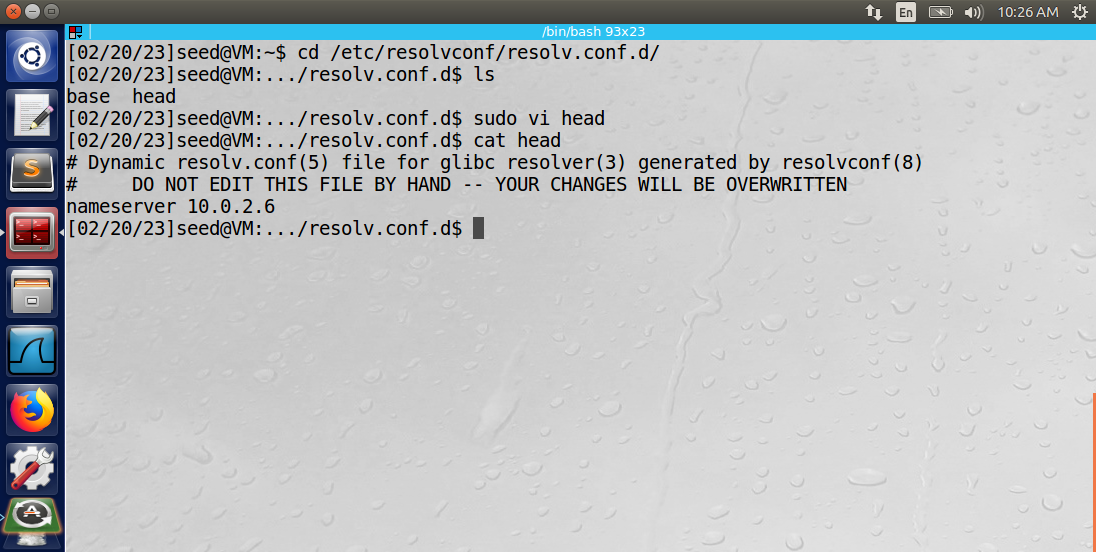 En
10:26 AM
/bin/bash 93x23
[02/20/23]seed@VM:~$ cd /etc/resolvconf/resolv.conf.d/
[02/20/23]seed@VM:.../resolv.conf.d$ ls
base  head
[02/20/23]seed@VM:.../resolv.conf.d$ sudo vi head
[02/20/23]seed@VM:.../resolv.conf.d$ cat head
# Dynamic resolv.conf(5) file for glibc resolver(3) generated by resolvconf(8)
#     DO NOT EDIT THIS FILE BY HAND -- YOUR CHANGES WILL BE OVERWRITTEN
nameserver 10.0.2.6
[02/20/23]seed@VM:.../resolv.conf.d$